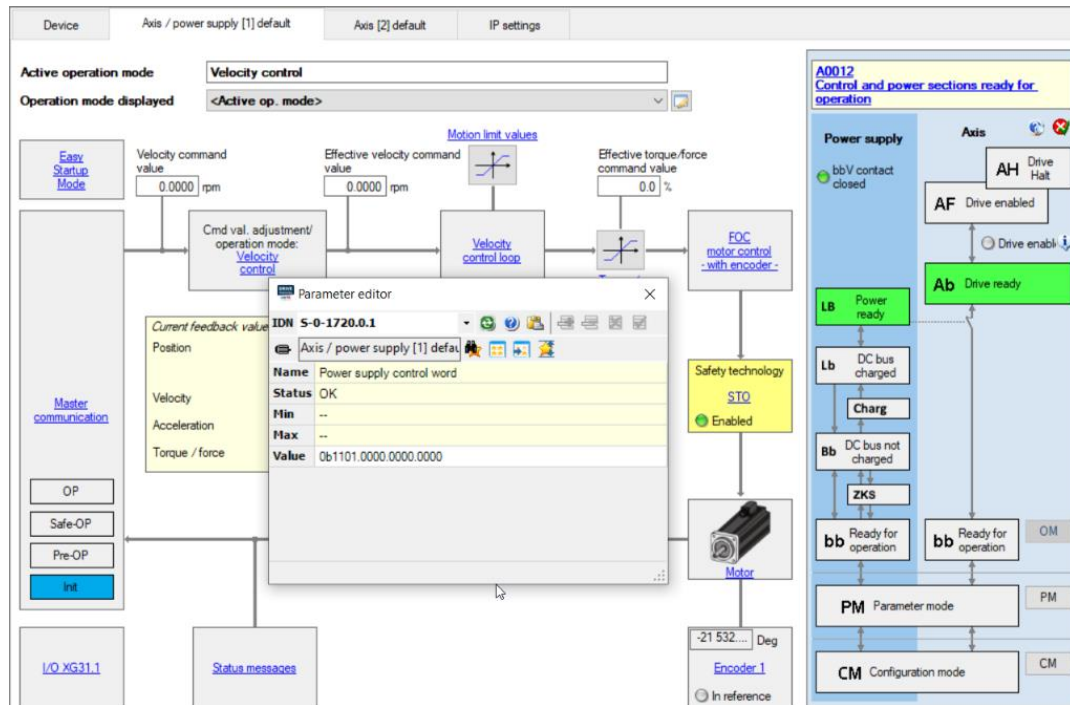 Device
Axis / power supply [1] default
Axis [2] default
IP settings
Active operation mode
Velocity control
Operation mode displayed
<Active op. mode>
A0012
Control and power sections ready for
operation
Easy
Startup
Mode
Velocity command
value
0.0000 rpm
Effective velocity command
value
0.0000 rpm
Motion limit values
Effective torque/force
command value
0.0 %
Cmd val. adjustment/
operation mode:
Velocity
control
Velocity
control loop
FOC
motor control
- with encoder -
Master
communication
OP
Safe-OP
Pre-OP
Init
Current feedback value
Position
Velocity
Acceleration
Torque / force
Parameter editor
IDN S-0-1720.0.1
Axis / power supply [1] defau
Name Power supply control word
Status OK
Min --
Max --
Value 0b1101.0000.0000.0000
Safety technology
STO
Enabled
Motor
-21 532.... Deg
Encoder 1
In reference
I/O XG31.1
Status messages
Power supply
Axis
bbV contact
closed
AH Drive
Halt
AF Drive enabled
Drive enabl
Ab Drive ready
LB Power
ready
Lb DC bus
charged
Charg
Bb DC bus not
charged
ZKS
bb Ready for
operation
bb Ready for
operation
OM
PM Parameter mode
PM
CM Configuration mode
CM